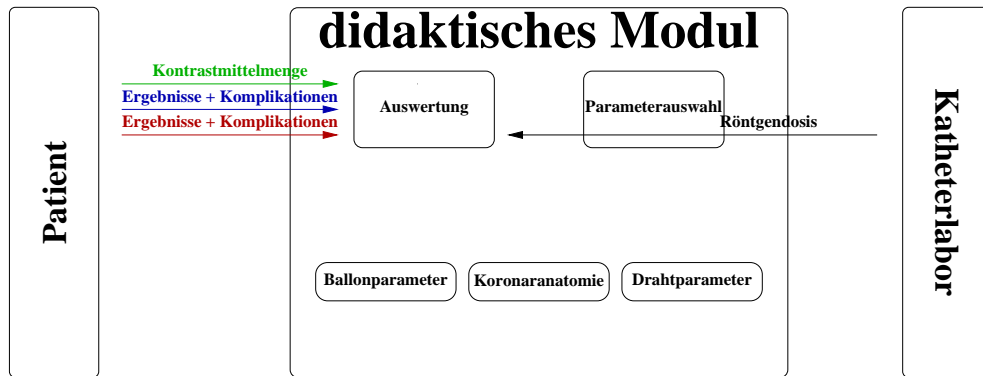 didaktisches Modul
Kontrastmittelmenge
Ergebnisse + Komplikationen
Ergebnisse + Komplikationen
Auswertung
Parameterauswahl
Röntgendosis
Patient
Katheterlabor
Ballonparameter
Koronaranatomie
Drahtparameter